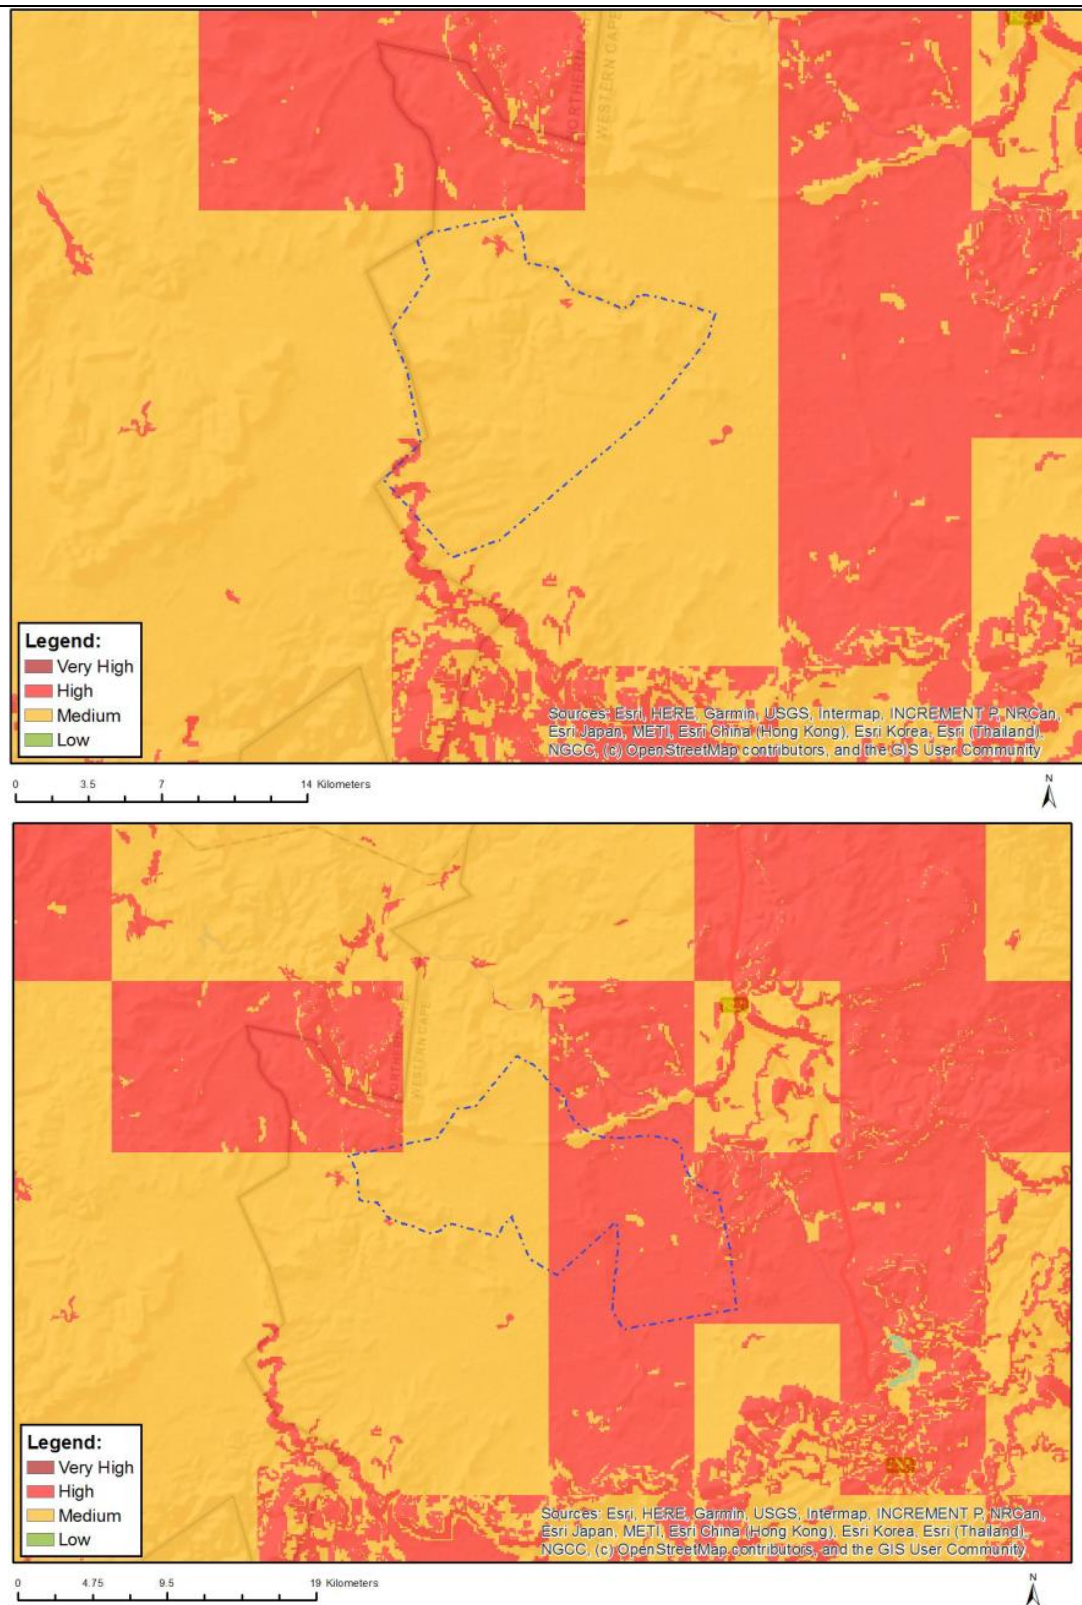 NORTHERN CAPE
WESTERN CAPE
Legend:
Very High
High
Medium
Low
Sources: Esri, HERE, Garmin, USGS, Intermap, INCREMENT P, NRCan,
Esri Japan, METI, Esri China (Hong Kong), Esri Korea, Esri (Thailand),
NGCC, (c) OpenStreetMap contributors, and the GIS User Community
0 3.5 7 14 Kilometers
N
WESTERN CAPE
Legend:
Very High
High
Medium
Low
Sources: Esri, HERE, Garmin, USGS, Intermap, INCREMENT P, NRCan,
Esri Japan, METI, Esri China (Hong Kong), Esri Korea, Esri (Thailand),
NGCC, (c) OpenStreetMap contributors, and the GIS User Community
0 4.75 9.5 19 Kilometers
N